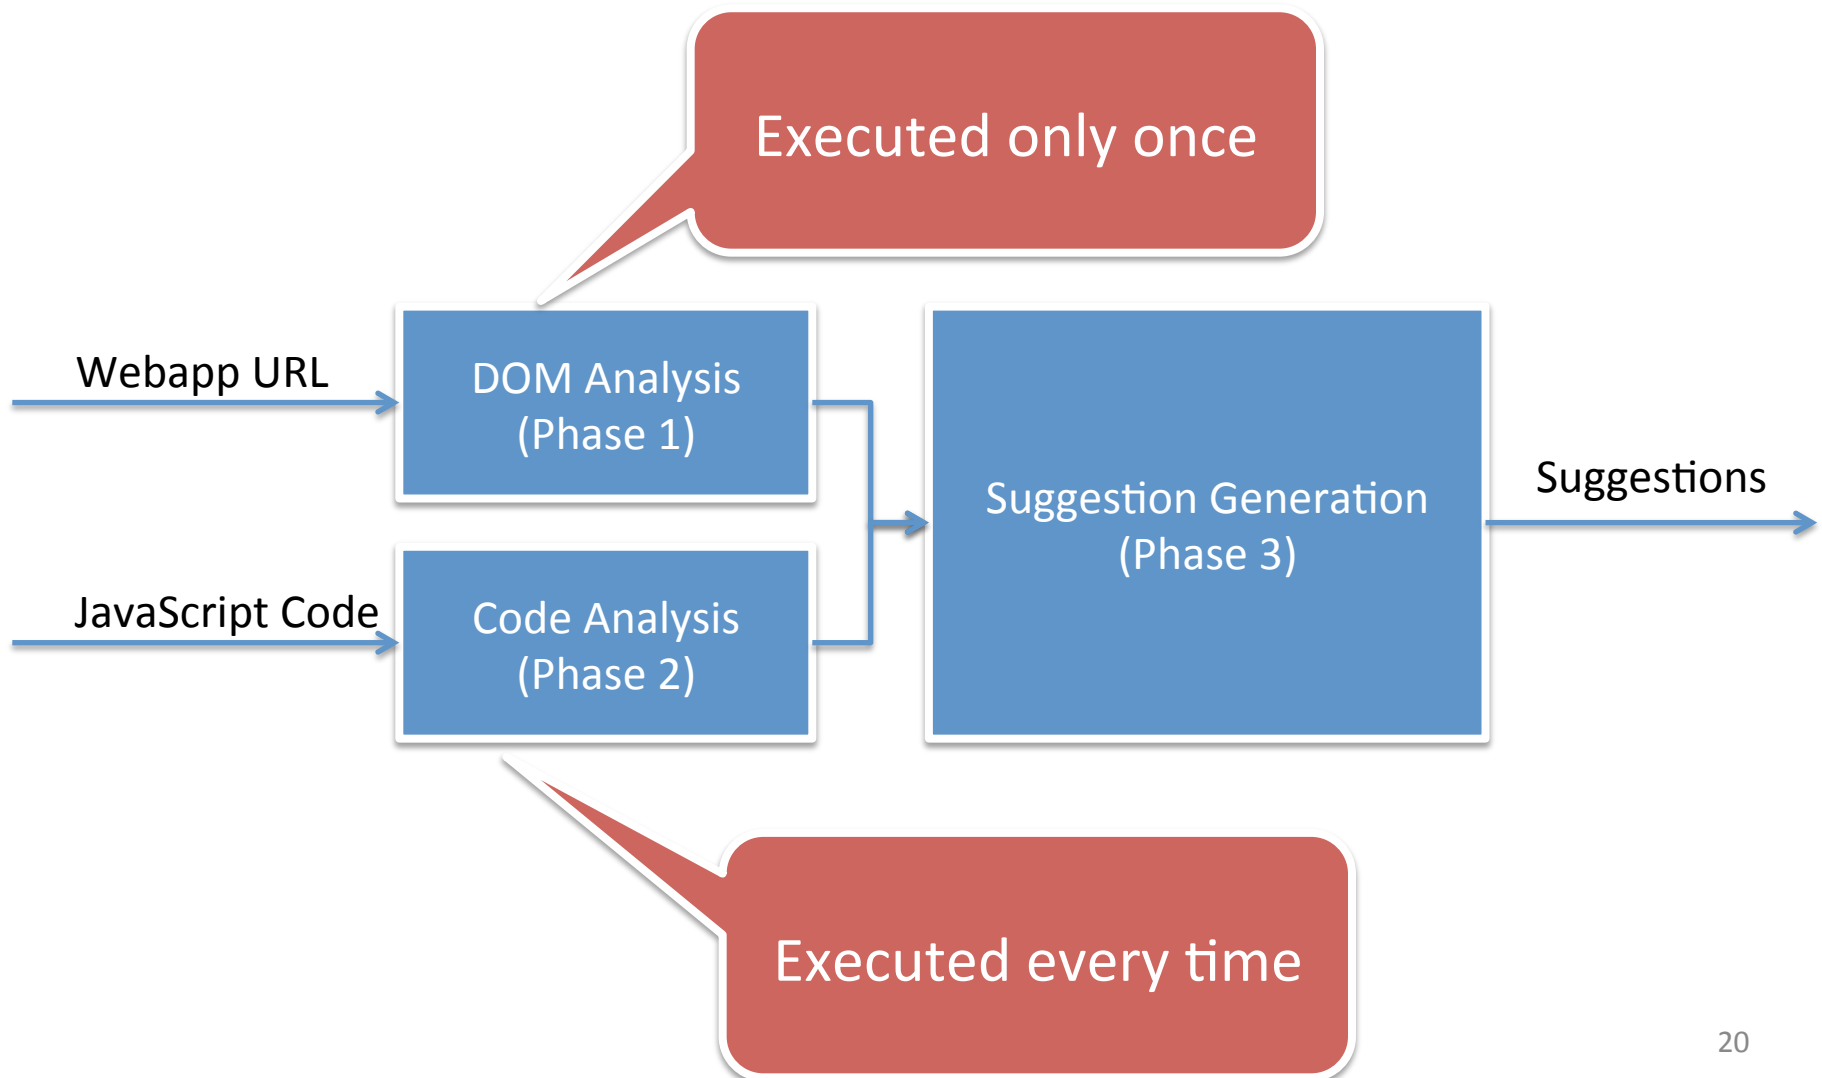 Executed only once
Webapp URL
DOM Analysis
(Phase 1)
Suggestion Generation
(Phase 3)
Suggestions
JavaScript Code
Code Analysis
(Phase 2)
Executed every time
20